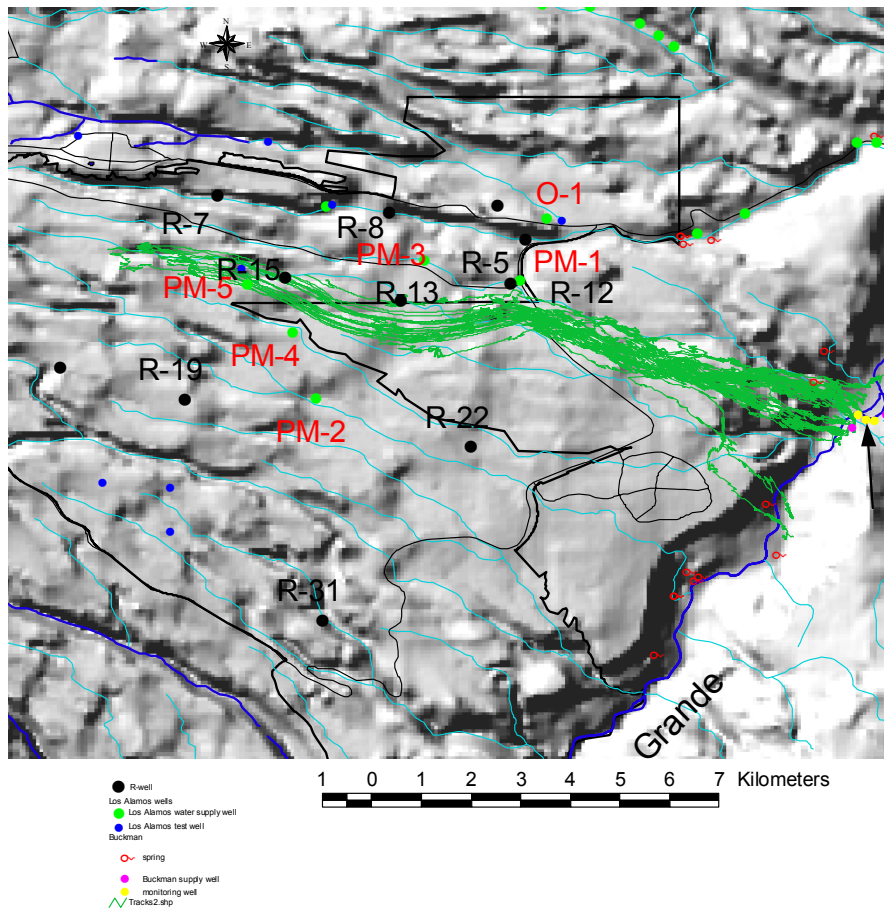 N
W E
S
O-1
R-7
R-8
PM-3
R-5
PM-1
R-15
PM-5
R-13
R-12
PM-4
R-19
PM-2
R-22
R-31
Grande
1 0 1 2 3 4 5 6 7 Kilometers
R-well
Los Alamos wells
Los Alamos water supply well
Los Alamos test well
Buckman
spring
Buckman supply well
monitoring well
Tracks2.shp